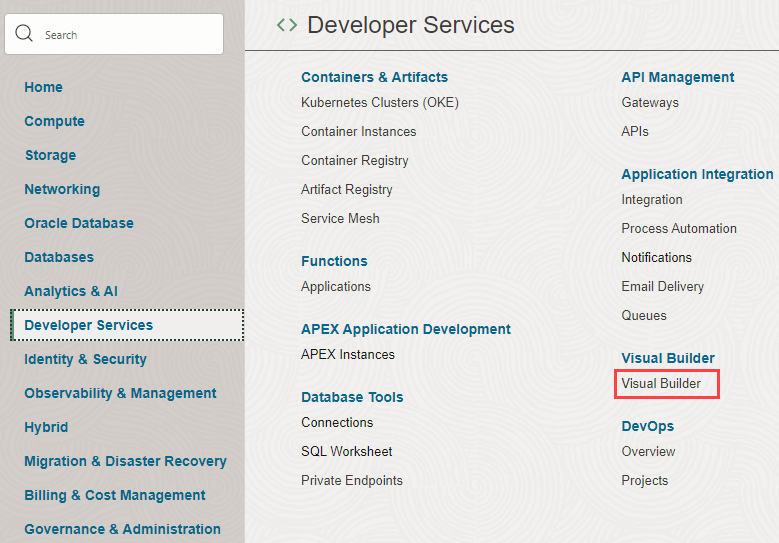 Search
Home
Compute
Storage
Networking
Oracle Database
Databases
Analytics & AI
Developer Services
Identity & Security
Observability & Management
Hybrid
Migration & Disaster Recovery
Billing & Cost Management
Governance & Administration
Developer Services
Containers & Artifacts
Kubernetes Clusters (OKE)
Container Instances
Container Registry
Artifact Registry
Service Mesh
Functions
Applications
APEX Application Development
APEX Instances
Database Tools
Connections
SQL Worksheet
Private Endpoints
API Management
Gateways
APIs
Application Integration
Integration
Process Automation
Notifications
Email Delivery
Queues
Visual Builder
Visual Builder
DevOps
Overview
Projects